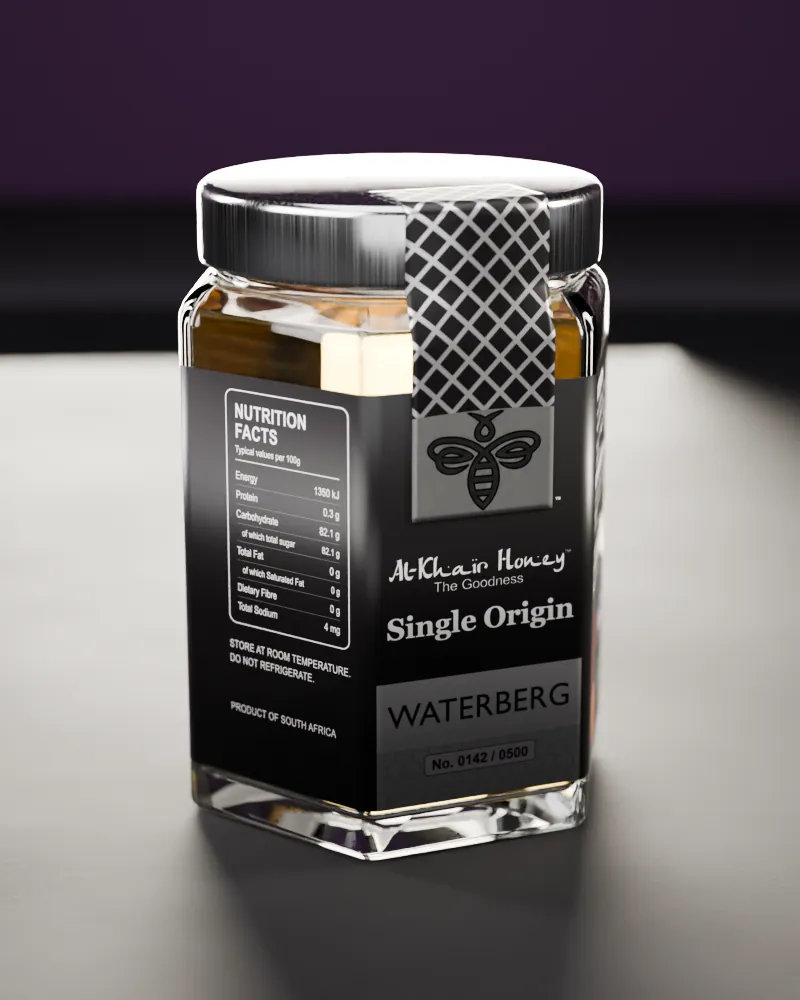 NUTRITION
FACTS
Typical values per 100g
Energy
1350 kJ
Protein
0.3 g
Carbohydrate
82.1 g
of which total sugar
82.1 g
Total Fat
0 g
of which Saturated Fat
0 g
Dietary Fibre
0 g
Total Sodium
4 mg
STORE AT ROOM TEMPERATURE.
DO NOT REFRIGERATE.
PRODUCT OF SOUTH AFRICA
™
Al-Khair Honey™
The Goodness
Single Origin
WATERBERG
No. 0142 / 0500